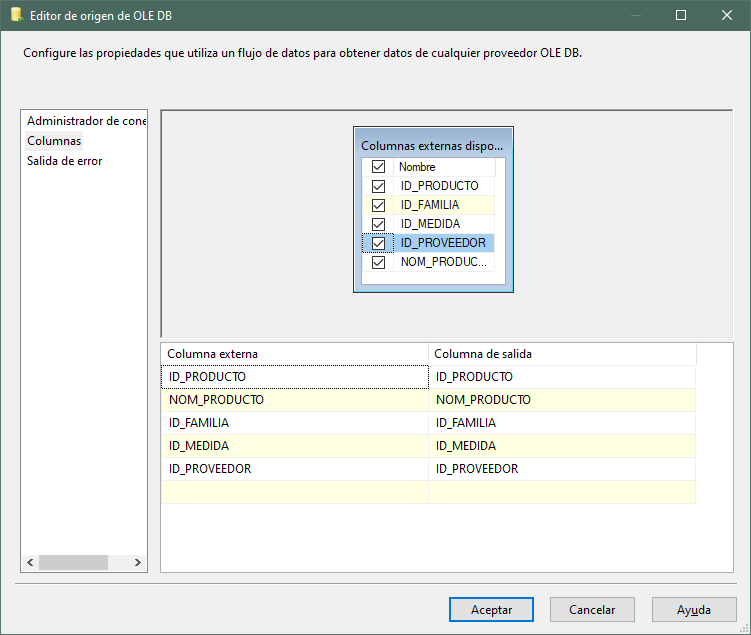 Editor de origen de OLE DB
Configure las propiedades que utiliza un flujo de datos para obtener datos de cualquier proveedor OLE DB.
Administrador de cone
Columnas
Salida de error
Columnas externas dispo...
Nombre
ID_PRODUCTO
ID_FAMILIA
ID_MEDIDA
ID_PROVEEDOR
NOM_PRODUC...
Columna externa Columna de salida
ID_PRODUCTO ID_PRODUCTO
NOM_PRODUCTO NOM_PRODUCTO
ID_FAMILIA ID_FAMILIA
ID_MEDIDA ID_MEDIDA
ID_PROVEEDOR ID_PROVEEDOR
Aceptar Cancelar Ayuda